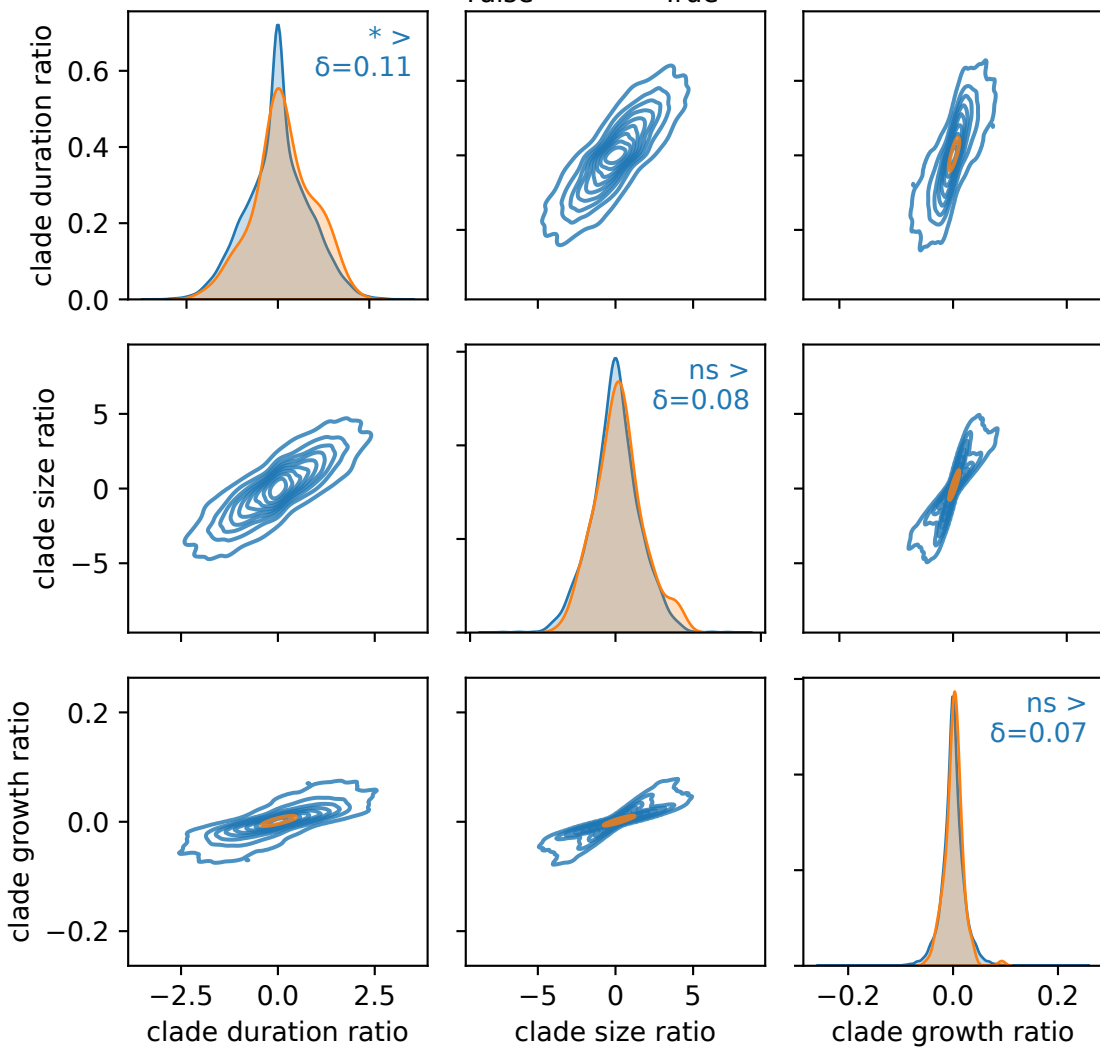 clade duration ratio
0.6
0.4
0.2
0.0
* >
δ=0.11
clade size ratio
5
0
−5
ns >
δ=0.08
clade growth ratio
0.2
0.0
−0.2
ns >
δ=0.07
−2.5 0.0 2.5
−5 0 5
−0.2 0.0 0.2
clade duration ratio
clade size ratio
clade growth ratio